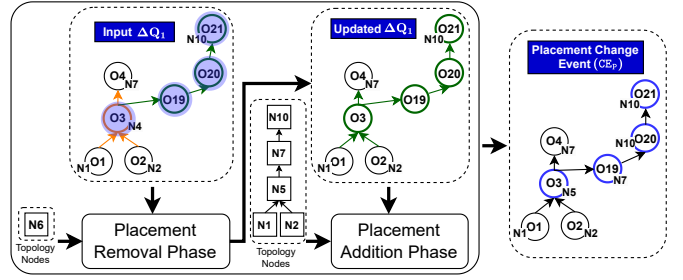 Input ΔQ₁
O21
N10
O20
O4
N7
O19
O3
N4
O1
N1
O2
N2
N6
Topology
Nodes
Placement
Removal Phase
N10
N7
N5
N1
N2
Topology
Nodes
Updated ΔQ₁
O21
N10
O20
O4
N7
O19
O3
O1
N1
O2
N2
Placement
Addition Phase
Placement Change
Event (CEₚ)
O21
N10
O20
N10
O4
N7
O19
N7
O3
N5
O1
N1
O2
N2